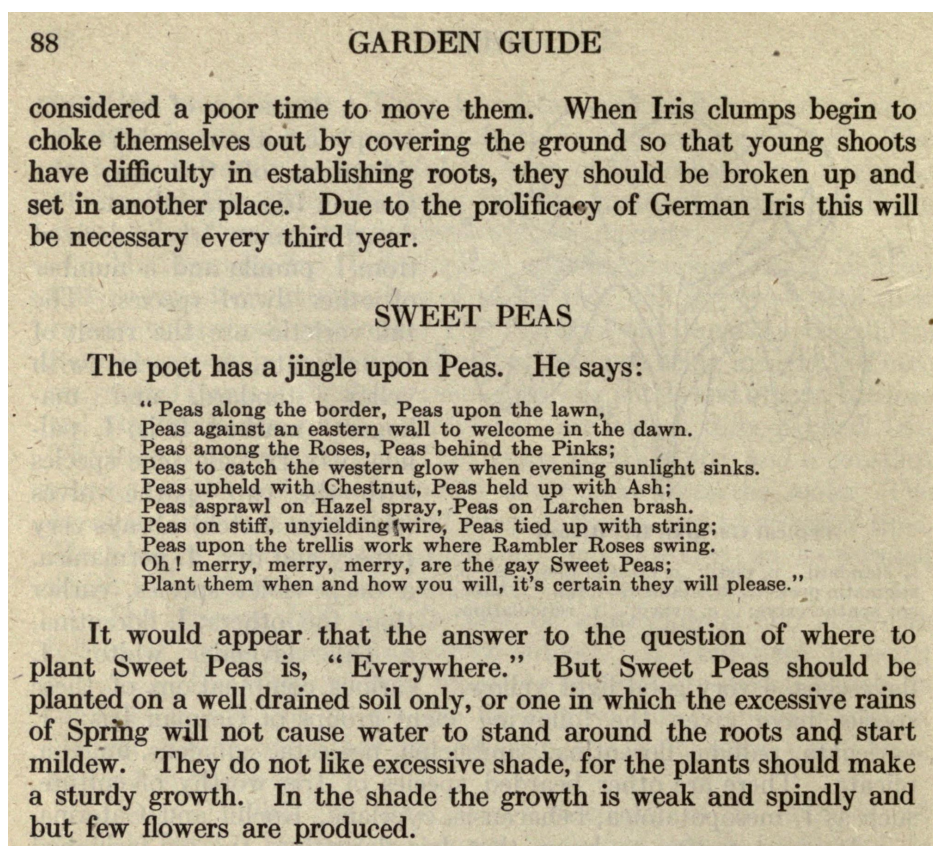 88 GARDEN GUIDE
considered a poor time to move them. When Iris clumps begin to
choke themselves out by covering the ground so that young shoots
have difficulty in establishing roots, they should be broken up and
set in another place. Due to the prolificacy of German Iris this will
be necessary every third year.
SWEET PEAS
The poet has a jingle upon Peas. He says:
" Peas along the border, Peas upon the lawn,
Peas against an eastern wall to welcome in the dawn.
Peas among the Roses, Peas behind the Pinks;
Peas to catch the western glow when evening sunlight sinks.
Peas upheld with Chestnut, Peas held up with Ash;
Peas asprawl on Hazel spray, Peas on Larchen brash.
Peas on stiff, unyielding wire, Peas tied up with string;
Peas upon the trellis work where Rambler Roses swing.
Oh ! merry, merry, merry, are the gay Sweet Peas;
Plant them when and how you will, it's certain they will please."
It would appear that the answer to the question of where to
plant Sweet Peas is, " Everywhere." But Sweet Peas should be
planted on a well drained soil only, or one in which the excessive rains
of Spring will not cause water to stand around the roots and start
mildew. They do not like excessive shade, for the plants should make
a sturdy growth. In the shade the growth is weak and spindly and
but few flowers are produced.